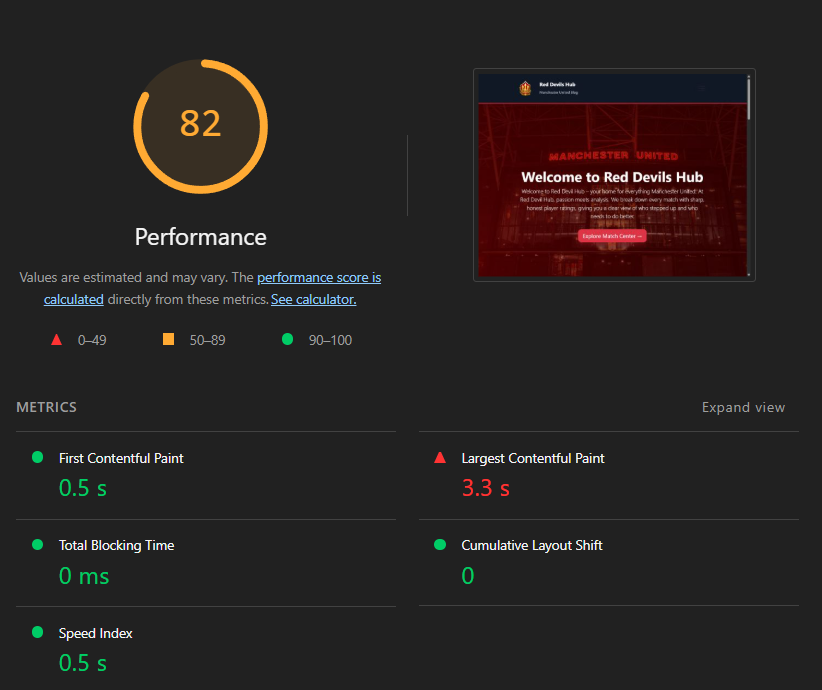 82
Performance
Values are estimated and may vary. The performance score is
calculated directly from these metrics. See calculator.
0–49
50–89
90–100
Red Devils Hub
Manchester United blog
MANCHESTER UNITED
Welcome to Red Devils Hub
Welcome to Red Devil Hub – your home for everything Manchester United! At
Red Devil Hub, passion meets analysis. We break down every match with sharp,
honest player ratings, giving you a clear view of who stepped up and who
needs to do better.
Explore Match Center →
METRICS
Expand view
First Contentful Paint
0.5 s
Largest Contentful Paint
3.3 s
Total Blocking Time
0 ms
Cumulative Layout Shift
0
Speed Index
0.5 s